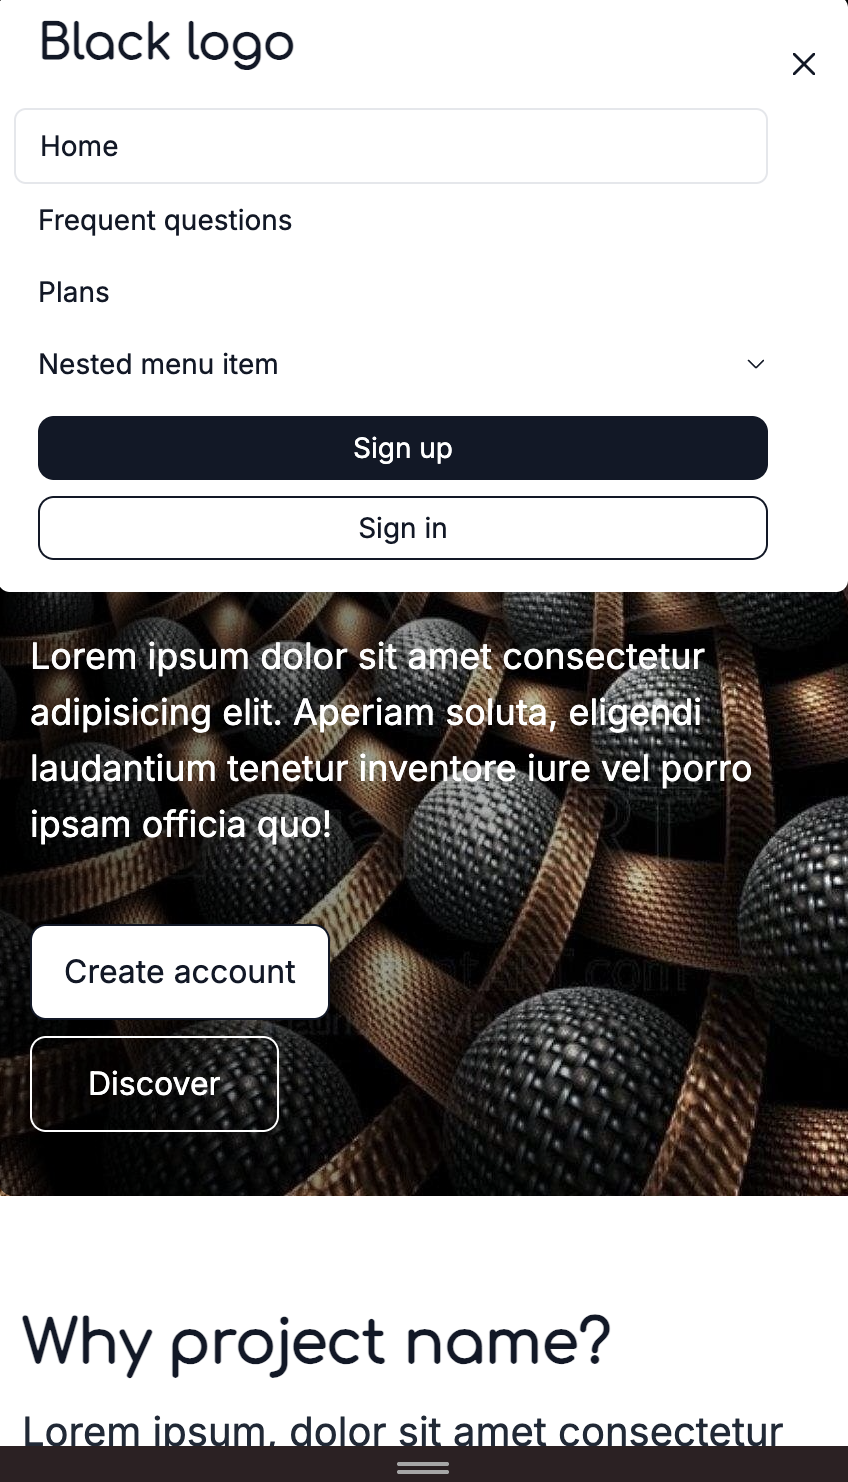 Black logo
Home
Frequent questions
Plans
Nested menu item
Sign up
Sign in
Lorem ipsum dolor sit amet consectetur
adipisicing elit. Aperiam soluta, eligendi
laudantium tenetur inventore iure vel porro
ipsam officia quo!
Create account
Discover
Why project name?
Lorem ipsum, dolor sit amet consectetur